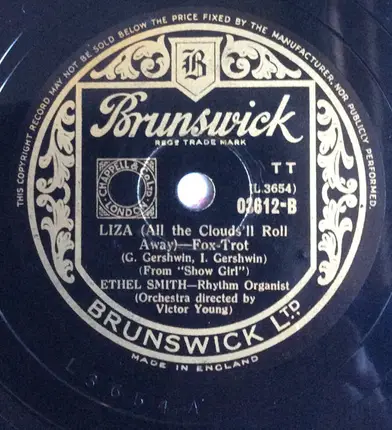 THIS COPYRIGHT RECORD MAY NOT BE SOLD BELOW THE PRICE FIXED BY THE MANUFACTURER, NOR PUBLICLY PERFORMED.
B
Brunswick
REGD TRADE MARK
CHAPPELL & CO LTD
LONDON
TT
(L.3654)
02612-B
LIZA (All the Clouds'll Roll
Away)—Fox-Trot
(G. Gershwin, I. Gershwin)
(From "Show Girl")
ETHEL SMITH—Rhythm Organist
(Orchestra directed by
Victor Young)
BRUNSWICK LTD.
MADE IN ENGLAND
L3654 A